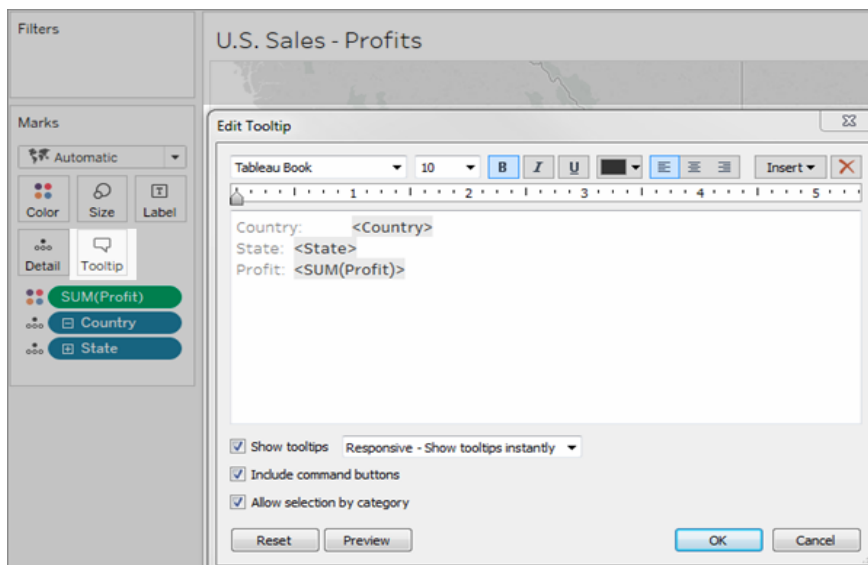 Filters
U.S. Sales - Profits
Marks
Automatic
Color Size Label
Detail Tooltip
SUM(Profit)
Country
State
Edit Tooltip
Tableau Book 10 B I U Insert
1 2 3 4 5
Country: <Country>
State: <State>
Profit: <SUM(Profit)>
Show tooltips Responsive - Show tooltips instantly
Include command buttons
Allow selection by category
Reset Preview OK Cancel